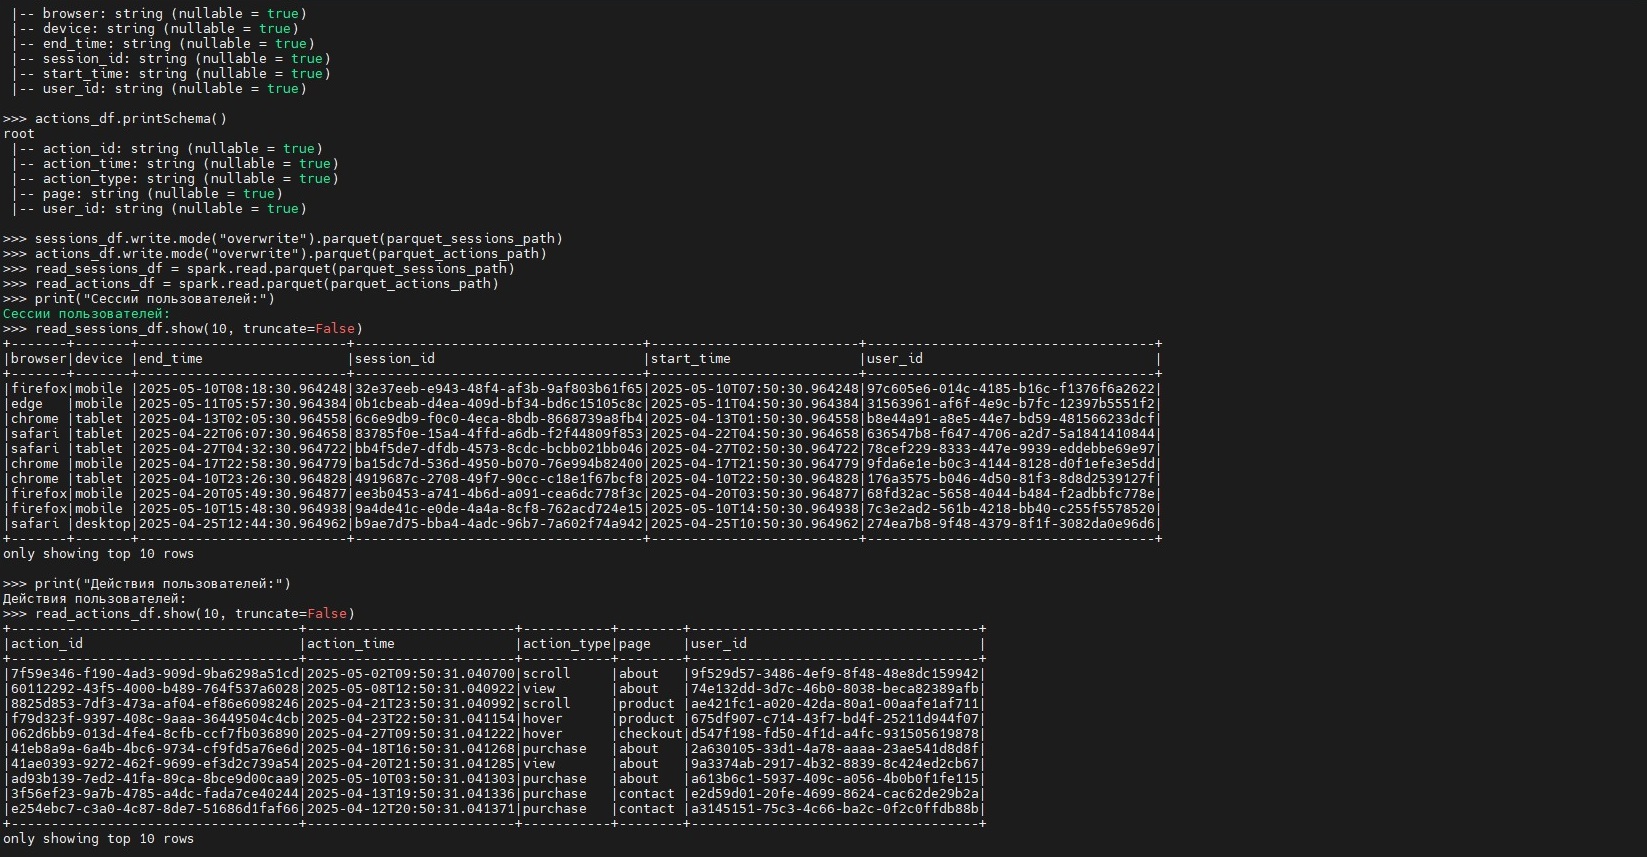 |-- browser: string (nullable = true)
|-- device: string (nullable = true)
|-- end_time: string (nullable = true)
|-- session_id: string (nullable = true)
|-- start_time: string (nullable = true)
|-- user_id: string (nullable = true)
>>> actions_df.printSchema()
root
|-- action_id: string (nullable = true)
|-- action_time: string (nullable = true)
|-- action_type: string (nullable = true)
|-- page: string (nullable = true)
|-- user_id: string (nullable = true)
>>> sessions_df.write.mode("overwrite").parquet(parquet_sessions_path)
>>> actions_df.write.mode("overwrite").parquet(parquet_actions_path)
>>> read_sessions_df = spark.read.parquet(parquet_sessions_path)
>>> read_actions_df = spark.read.parquet(parquet_actions_path)
>>> print("Сессии пользователей:")
Сессии пользователей:
>>> read_sessions_df.show(10, truncate=False)
+-------+-------+--------------------------+------------------------------------+--------------------------+------------------------------------+
|browser|device |end_time                  |session_id                          |start_time                |user_id                             |
+-------+-------+--------------------------+------------------------------------+--------------------------+------------------------------------+
|firefox|mobile |2025-05-10T08:18:30.964248|32e37eeb-e943-48f4-af3b-9af803b61f65|2025-05-10T07:50:30.964248|97c605e6-014c-4185-b16c-f1376f6a2622|
|edge   |mobile |2025-05-11T05:57:30.964384|0b1cbeab-d4ea-409d-bf34-bd6c15105c8c|2025-05-11T04:50:30.964384|31563961-af6f-4e9c-b7fc-12397b5551f2|
|chrome |tablet |2025-04-13T02:05:30.964558|6c6e9db9-f0c0-4eca-8bdb-8668739a8fb4|2025-04-13T01:50:30.964558|b8e44a91-a8e5-44e7-bd59-481566233dcf|
|safari |tablet |2025-04-22T06:07:30.964658|83785f0e-15a4-4ffd-a6db-f2f44809f853|2025-04-22T04:50:30.964658|636547b8-f647-4706-a2d7-5a1841410844|
|safari |tablet |2025-04-27T04:32:30.964722|bb4f5de7-dfdb-4573-8cdc-bcbb021bb046|2025-04-27T02:50:30.964722|78cef229-8333-447e-9939-eddebbe69e97|
|chrome |mobile |2025-04-17T22:58:30.964779|ba15dc7d-536d-4950-b070-76e994b82400|2025-04-17T21:50:30.964779|9fda6e1e-b0c3-4144-8128-d0f1efe3e5dd|
|chrome |tablet |2025-04-10T23:26:30.964828|4919687c-2708-49f7-90cc-c18e1f67bcf8|2025-04-10T22:50:30.964828|176a3575-b046-4d50-81f3-8d8d2539127f|
|firefox|mobile |2025-04-20T05:49:30.964877|ee3b0453-a741-4b6d-a091-cea6dc778f3c|2025-04-20T03:50:30.964877|68fd32ac-5658-4044-b484-f2adbbfc778e|
|firefox|mobile |2025-05-10T15:48:30.964938|9a4de41c-e0de-4a4a-8cf8-762acd724e15|2025-05-10T14:50:30.964938|7c3e2ad2-561b-4218-bb40-c255f5578520|
|safari |desktop|2025-04-25T12:44:30.964962|b9ae7d75-bba4-4adc-96b7-7a602f74a942|2025-04-25T10:50:30.964962|274ea7b8-9f48-4379-8f1f-3082da0e96d6|
+-------+-------+--------------------------+------------------------------------+--------------------------+------------------------------------+
only showing top 10 rows
>>> print("Действия пользователей:")
Действия пользователей:
>>> read_actions_df.show(10, truncate=False)
+------------------------------------+--------------------------+-----------+--------+------------------------------------+
|action_id                           |action_time               |action_type|page    |user_id                             |
+------------------------------------+--------------------------+-----------+--------+------------------------------------+
|7f59e346-f190-4ad3-909d-9ba6298a51cd|2025-05-02T09:50:31.040700|scroll     |about   |9f529d57-3486-4ef9-8f48-48e8dc159942|
|60112292-43f5-4000-b489-764f537a6028|2025-05-08T12:50:31.040922|view       |about   |74e132dd-3d7c-46b0-8038-beca82389afb|
|8825d853-7df3-473a-af04-ef86e6098246|2025-04-21T23:50:31.040992|scroll     |product |ae421fc1-a020-42da-80a1-00aafe1af711|
|f79d323f-9397-408c-9aaa-36449504c4cb|2025-04-23T22:50:31.041154|hover      |product |675df907-c714-43f7-bd4f-25211d944f07|
|062d6bb9-013d-4fe4-8cfb-ccf7fb036890|2025-04-27T09:50:31.041222|hover      |checkout|d547f198-fd50-4f1d-a4fc-931505619878|
|41eb8a9a-6a4b-4bc6-9734-cf9fd5a76e6d|2025-04-18T16:50:31.041268|purchase   |about   |2a630105-33d1-4a78-aaaa-23ae541d8d8f|
|41ae0393-9272-462f-9699-ef3d2c739a54|2025-04-20T21:50:31.041285|view       |about   |9a3374ab-2917-4b32-8839-8c424ed2cb67|
|ad93b139-7ed2-41fa-89ca-8bce9d00caa9|2025-05-10T03:50:31.041303|purchase   |about   |a613b6c1-5937-409c-a056-4b0b0f1fe115|
|3f56ef23-9a7b-4785-a4dc-fada7ce40244|2025-04-13T19:50:31.041336|purchase   |contact |e2d59d01-20fe-4699-8624-cac62de29b2a|
|e254ebc7-c3a0-4c87-8de7-51686d1faf66|2025-04-12T20:50:31.041371|purchase   |contact |a3145151-75c3-4c66-ba2c-0f2c0ffdb88b|
+------------------------------------+--------------------------+-----------+--------+------------------------------------+
only showing top 10 rows